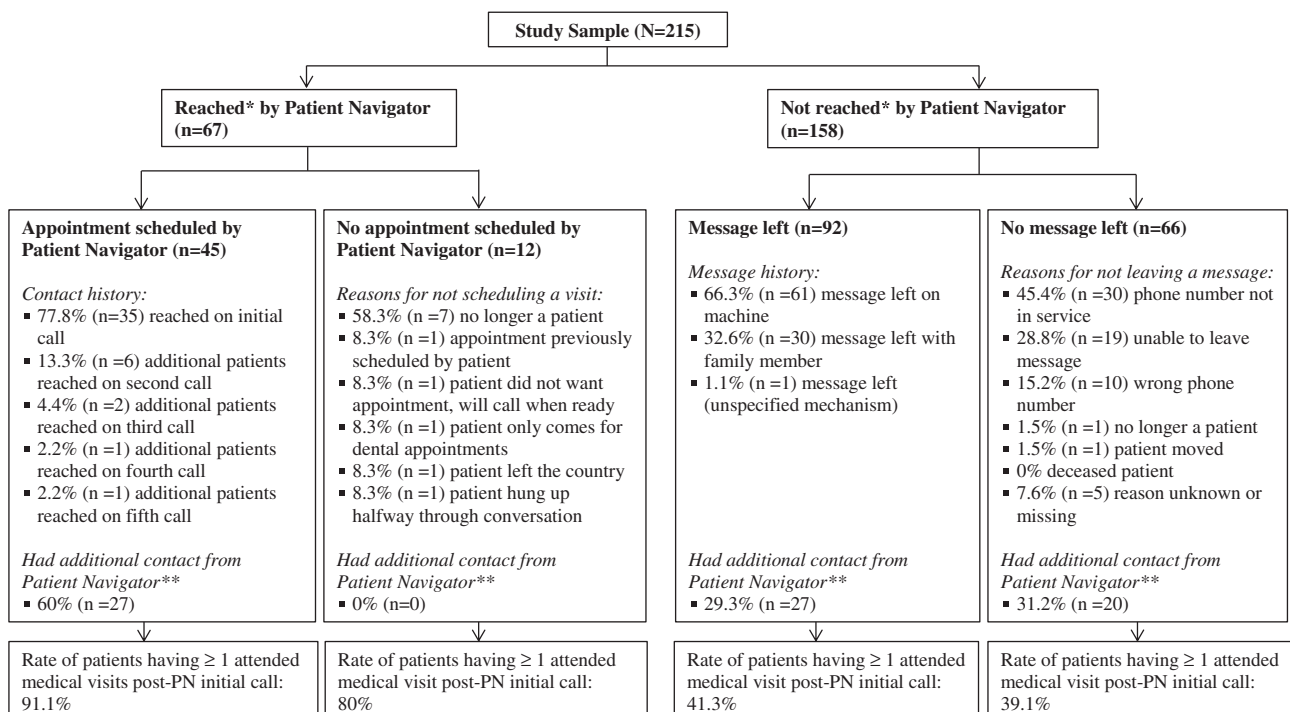 Study Sample (N=215)
Reached* by Patient Navigator
(n=67)
Not reached* by Patient Navigator
(n=158)
Appointment scheduled by
Patient Navigator (n=45)
Contact history:
▪ 77.8% (n=35) reached on initial
call
▪ 13.3% (n =6) additional patients
reached on second call
▪ 4.4% (n =2) additional patients
reached on third call
▪ 2.2% (n =1) additional patients
reached on fourth call
▪ 2.2% (n =1) additional patients
reached on fifth call
Had additional contact from
Patient Navigator**
▪ 60% (n =27)
No appointment scheduled by
Patient Navigator (n=12)
Reasons for not scheduling a visit:
▪ 58.3% (n =7) no longer a patient
▪ 8.3% (n =1) appointment previously
scheduled by patient
▪ 8.3% (n =1) patient did not want
appointment, will call when ready
▪ 8.3% (n =1) patient only comes for
dental appointments
▪ 8.3% (n =1) patient left the country
▪ 8.3% (n =1) patient hung up
halfway through conversation
Had additional contact from
Patient Navigator**
▪ 0% (n=0)
Message left (n=92)
Message history:
▪ 66.3% (n =61) message left on
machine
▪ 32.6% (n =30) message left with
family member
▪ 1.1% (n =1) message left
(unspecified mechanism)
Had additional contact from
Patient Navigator**
▪ 29.3% (n =27)
No message left (n=66)
Reasons for not leaving a message:
▪ 45.4% (n =30) phone number not
in service
▪ 28.8% (n =19) unable to leave
message
▪ 15.2% (n =10) wrong phone
number
▪ 1.5% (n =1) no longer a patient
▪ 1.5% (n =1) patient moved
▪ 0% deceased patient
▪ 7.6% (n =5) reason unknown or
missing
Had additional contact from
Patient Navigator**
▪ 31.2% (n =20)
Rate of patients having ≥ 1 attended
medical visits post-PN initial call:
91.1%
Rate of patients having ≥ 1 attended
medical visit post-PN initial call:
80%
Rate of patients having ≥ 1 attended
medical visit post-PN initial call:
41.3%
Rate of patients having ≥ 1 attended
medical visit post-PN initial call:
39.1%